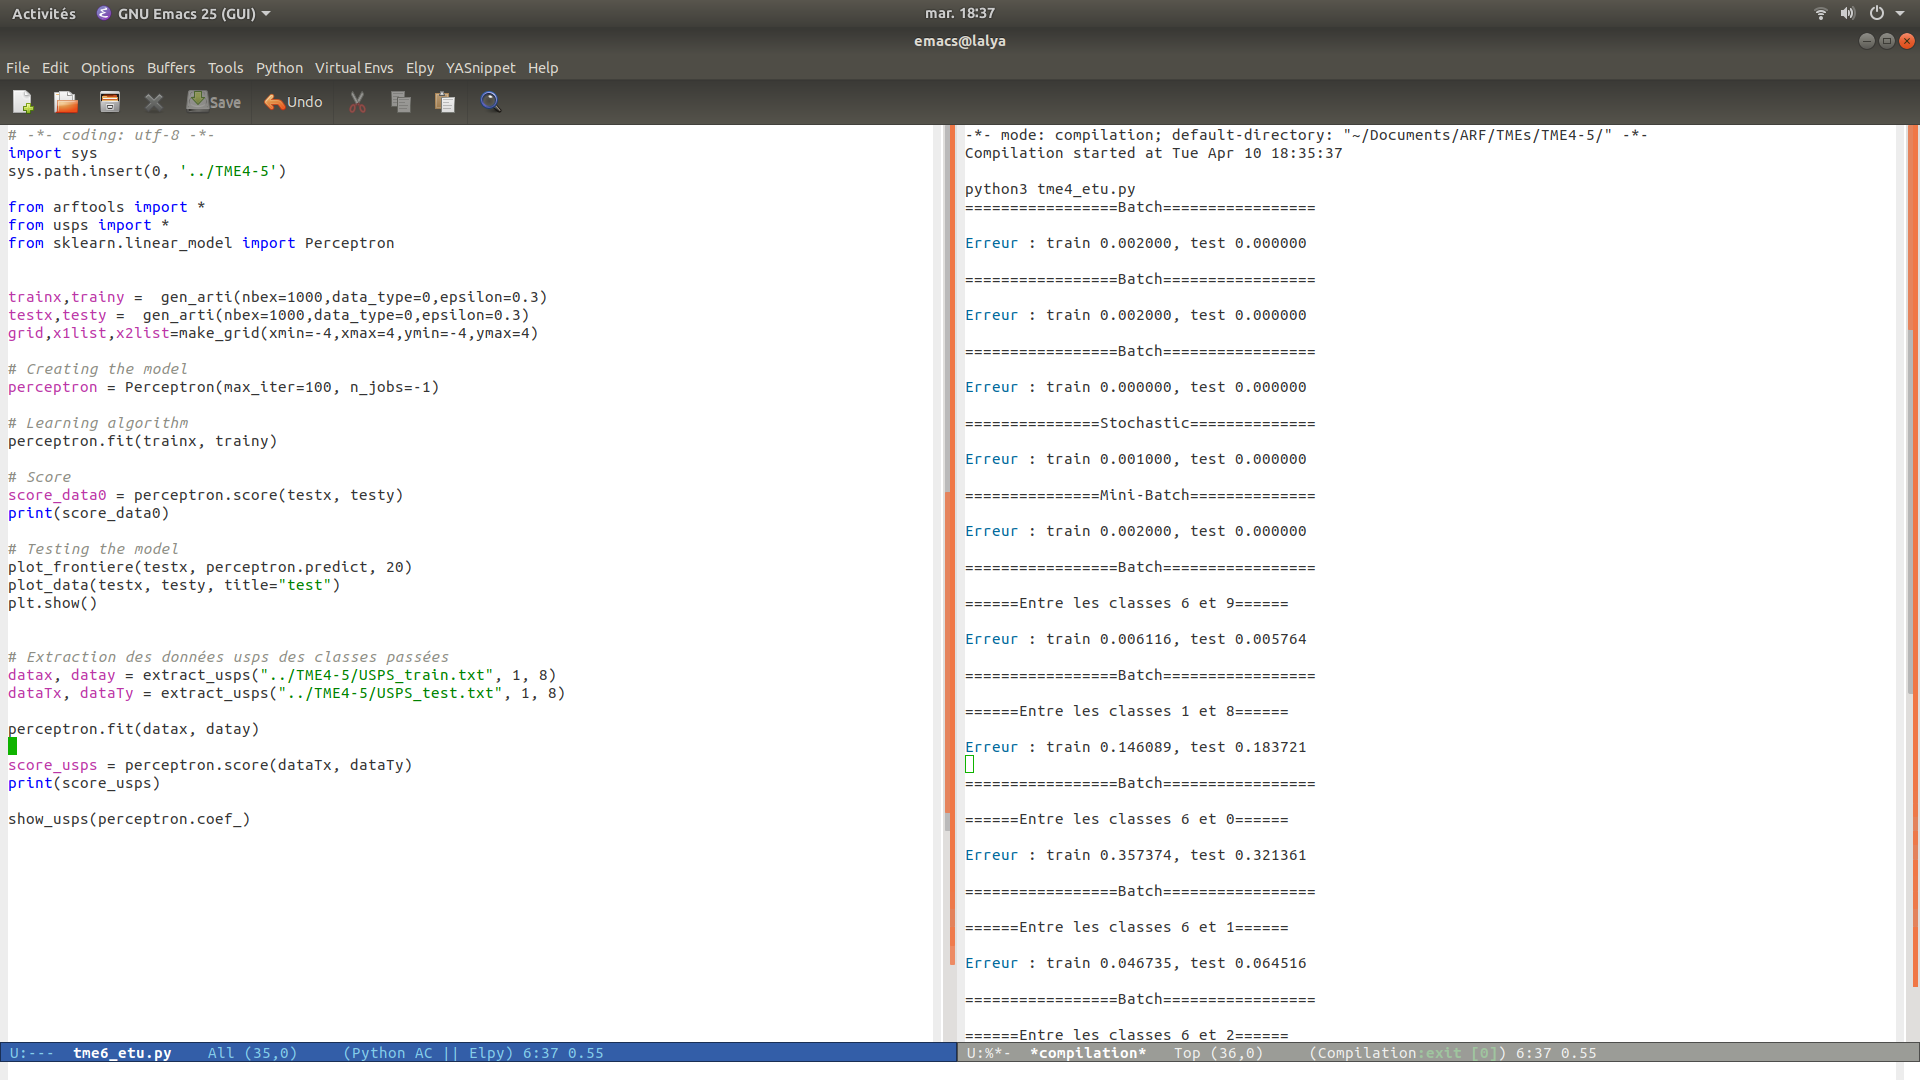 Activités GNU Emacs 25 (GUI) mar. 18:37
emacs@lalya
File Edit Options Buffers Tools Python Virtual Envs Elpy YASnippet Help
Save Undo
# -*- coding: utf-8 -*-
import sys
sys.path.insert(0, '../TME4-5')
from arftools import *
from usps import *
from sklearn.linear_model import Perceptron
trainx,trainy =  gen_arti(nbex=1000,data_type=0,epsilon=0.3)
testx,testy =  gen_arti(nbex=1000,data_type=0,epsilon=0.3)
grid,x1list,x2list=make_grid(xmin=-4,xmax=4,ymin=-4,ymax=4)
# Creating the model
perceptron = Perceptron(max_iter=100, n_jobs=-1)
# Learning algorithm
perceptron.fit(trainx, trainy)
# Score
score_data0 = perceptron.score(testx, testy)
print(score_data0)
# Testing the model
plot_frontiere(testx, perceptron.predict, 20)
plot_data(testx, testy, title="test")
plt.show()
# Extraction des données usps des classes passées
datax, datay = extract_usps("../TME4-5/USPS_train.txt", 1, 8)
dataTx, dataTy = extract_usps("../TME4-5/USPS_test.txt", 1, 8)
perceptron.fit(datax, datay)
score_usps = perceptron.score(dataTx, dataTy)
print(score_usps)
show_usps(perceptron.coef_)
U:--- tme6_etu.py All (35,0) (Python AC || Elpy) 6:37 0.55
-*- mode: compilation; default-directory: "~/Documents/ARF/TMEs/TME4-5/" -*-
Compilation started at Tue Apr 10 18:35:37
python3 tme4_etu.py
=================Batch=================
Erreur : train 0.002000, test 0.000000
=================Batch=================
Erreur : train 0.002000, test 0.000000
=================Batch=================
Erreur : train 0.000000, test 0.000000
===============Stochastic==============
Erreur : train 0.001000, test 0.000000
===============Mini-Batch==============
Erreur : train 0.002000, test 0.000000
=================Batch=================
======Entre les classes 6 et 9======
Erreur : train 0.006116, test 0.005764
=================Batch=================
======Entre les classes 1 et 8======
Erreur : train 0.146089, test 0.183721
=================Batch=================
======Entre les classes 6 et 0======
Erreur : train 0.357374, test 0.321361
=================Batch=================
======Entre les classes 6 et 1======
Erreur : train 0.046735, test 0.064516
=================Batch=================
======Entre les classes 6 et 2======
U:%*- *compilation* Top (36,0) (Compilation:exit [0]) 6:37 0.55